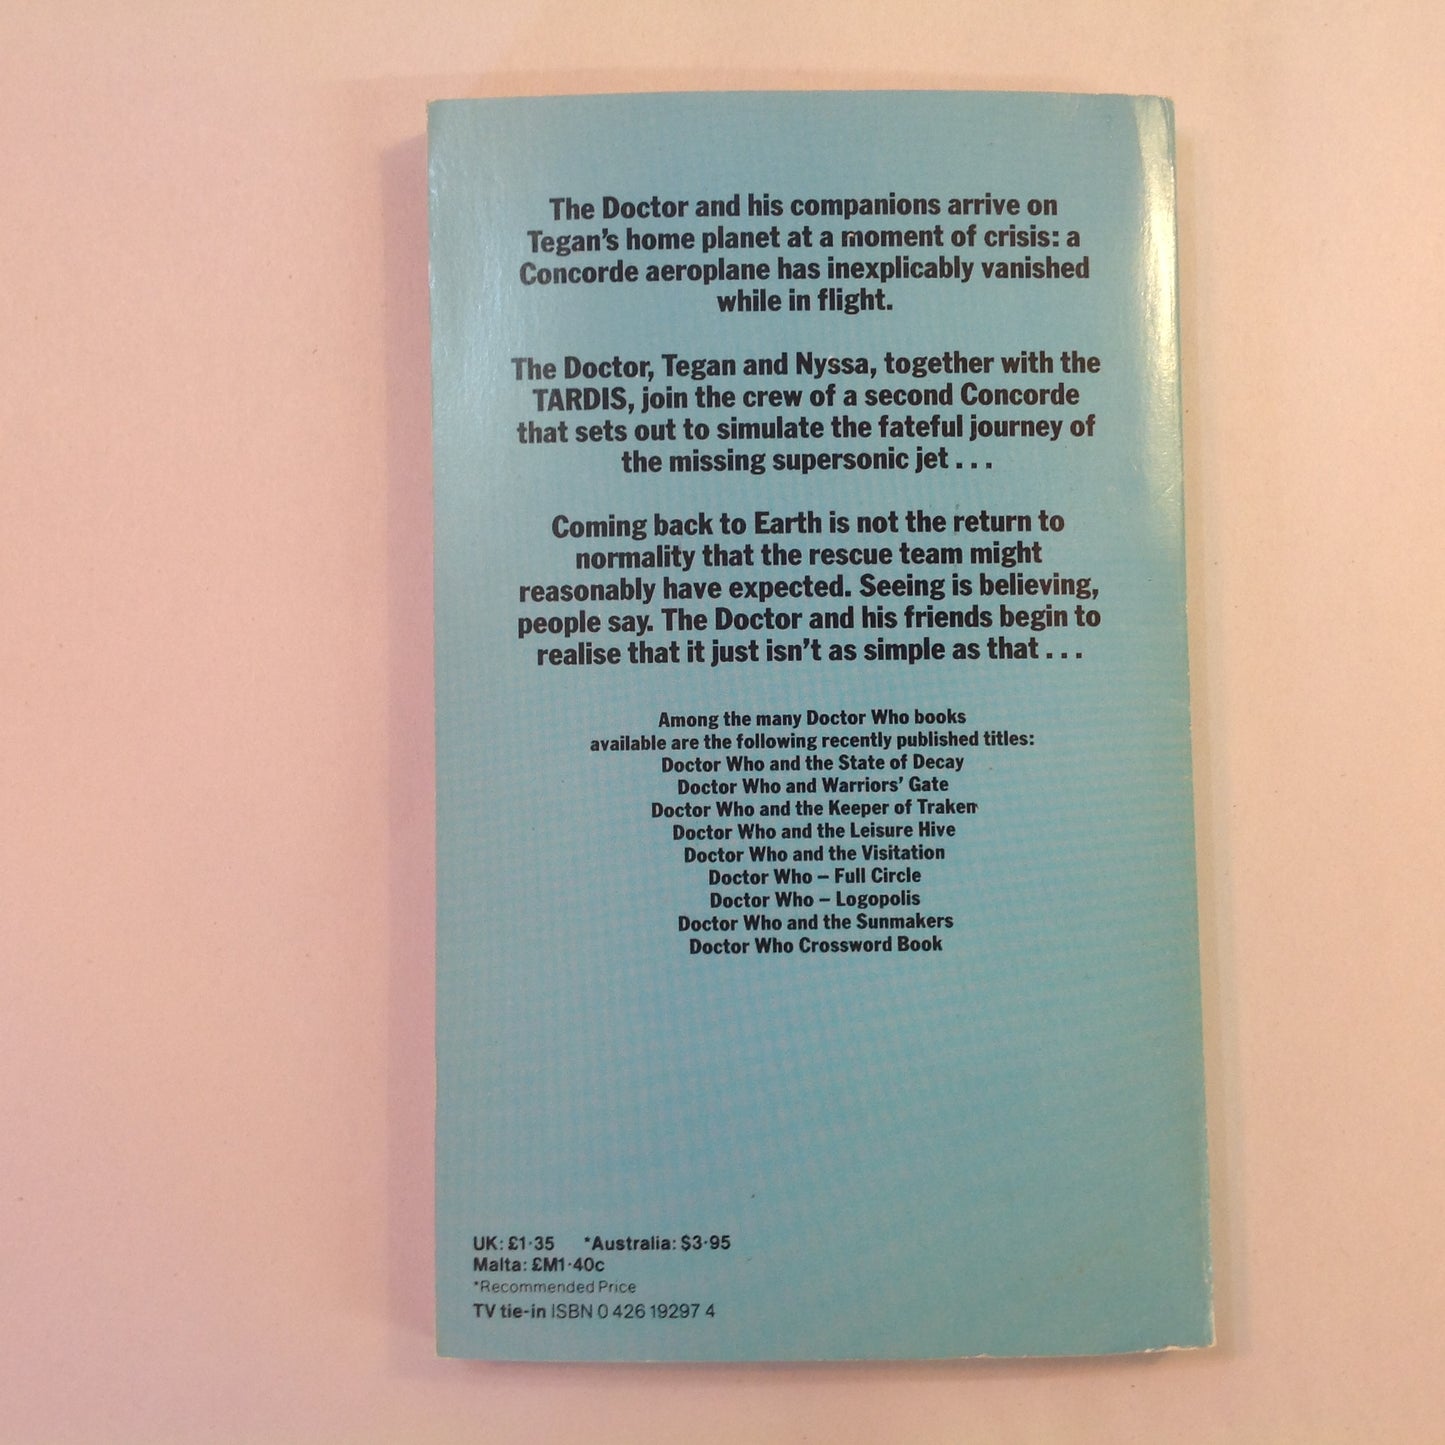 The Doctor and his companions arrive on
Tegan's home planet at a moment of crisis: a
Concorde aeroplane has inexplicably vanished
while in flight.
The Doctor, Tegan and Nyssa, together with the
TARDIS, join the crew of a second Concorde
that sets out to simulate the fateful journey of
the missing supersonic jet . . .
Coming back to Earth is not the return to
normality that the rescue team might
reasonably have expected. Seeing is believing,
people say. The Doctor and his friends begin to
realise that it just isn't as simple as that . . .
Among the many Doctor Who books
available are the following recently published titles:
Doctor Who and the State of Decay
Doctor Who and Warriors' Gate
Doctor Who and the Keeper of Traken
Doctor Who and the Leisure Hive
Doctor Who and the Visitation
Doctor Who – Full Circle
Doctor Who – Logopolis
Doctor Who and the Sunmakers
Doctor Who Crossword Book
UK: £1·35 *Australia: $3·95
Malta: £M1·40c
*Recommended Price
TV tie-in ISBN 0 426 19297 4